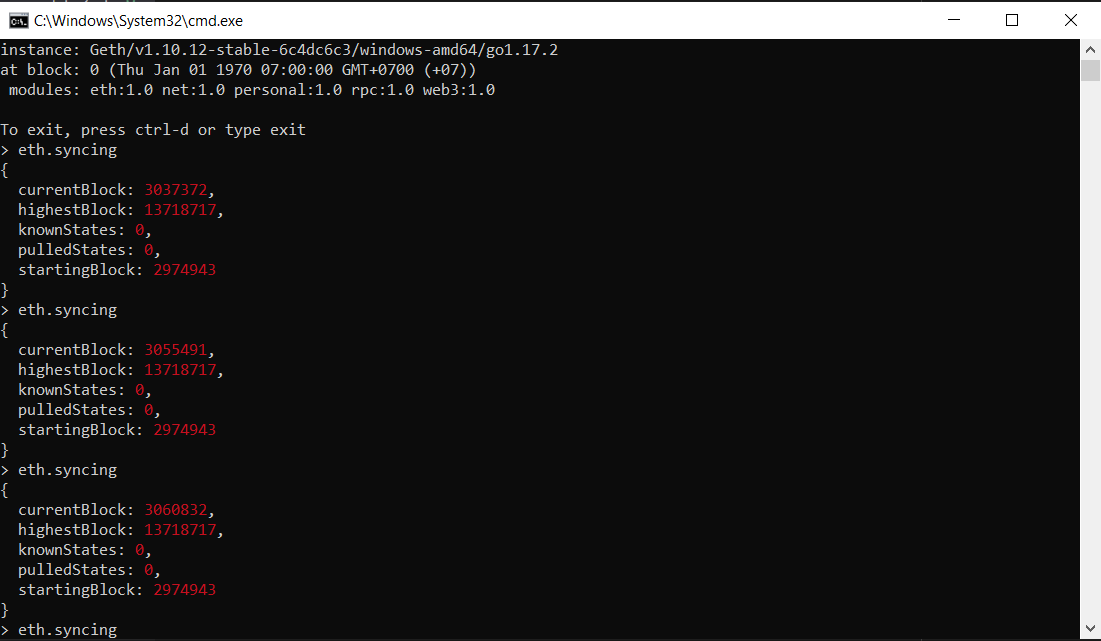 C:\Windows\System32\cmd.exe
instance: Geth/v1.10.12-stable-6c4dc6c3/windows-amd64/go1.17.2
at block: 0 (Thu Jan 01 1970 07:00:00 GMT+0700 (+07))
modules: eth:1.0 net:1.0 personal:1.0 rpc:1.0 web3:1.0
To exit, press ctrl-d or type exit
> eth.syncing
{
currentBlock: 3037372,
highestBlock: 13718717,
knownStates: 0,
pulledStates: 0,
startingBlock: 2974943
}
> eth.syncing
{
currentBlock: 3055491,
highestBlock: 13718717,
knownStates: 0,
pulledStates: 0,
startingBlock: 2974943
}
> eth.syncing
{
currentBlock: 3060832,
highestBlock: 13718717,
knownStates: 0,
pulledStates: 0,
startingBlock: 2974943
}
> eth.syncing